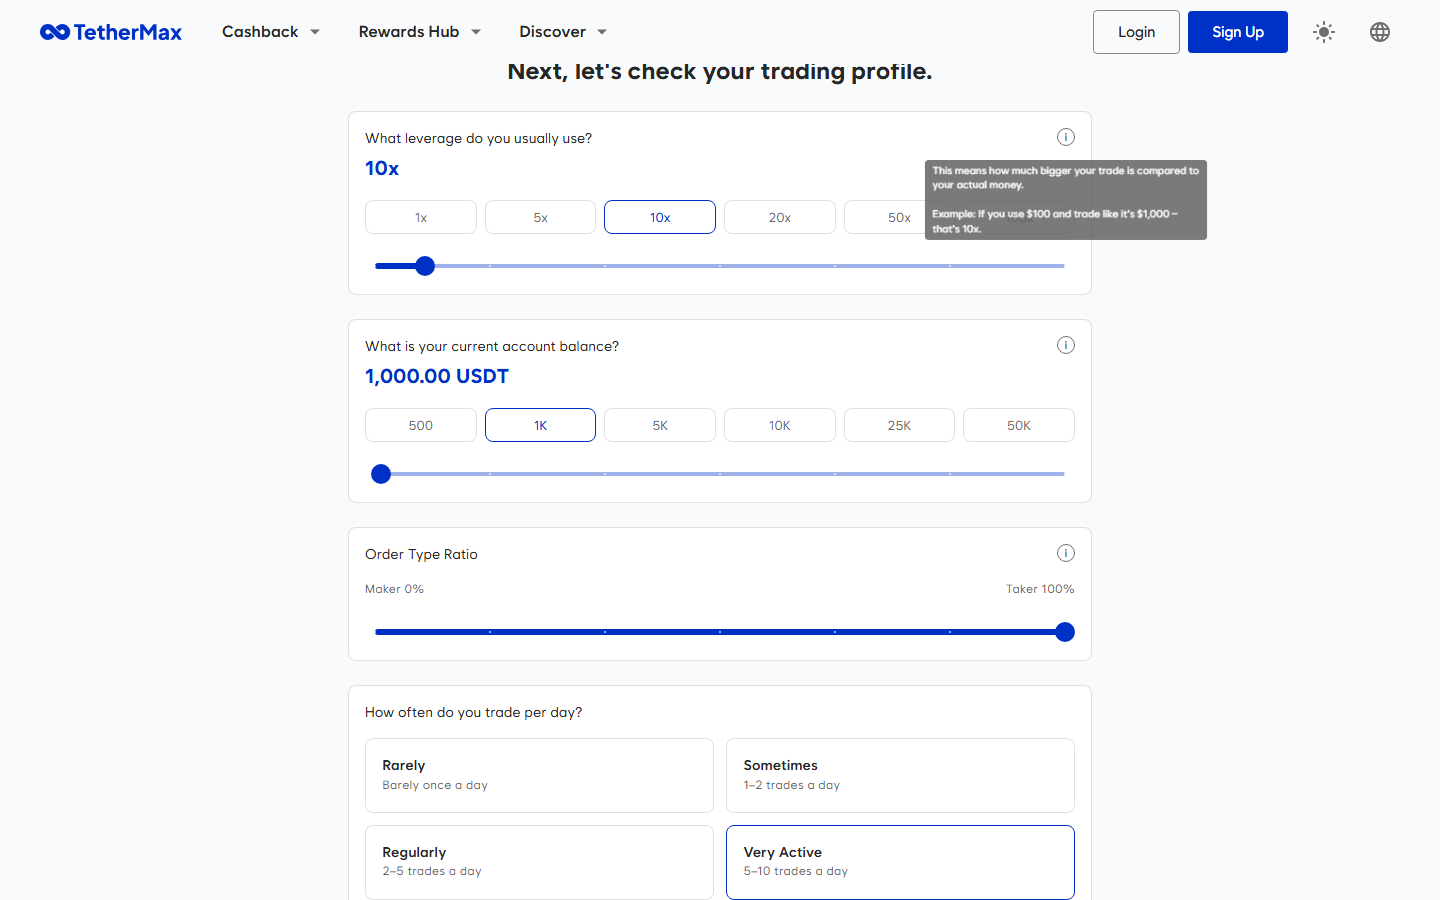 TetherMax
Cashback
Rewards Hub
Discover
Login
Sign Up
Next, let's check your trading profile.
What leverage do you usually use?
10x
This means how much bigger your trade is compared to
your actual money.
Example: If you use $100 and trade like it's $1,000 –
that's 10x.
1x
5x
10x
20x
50x
What is your current account balance?
1,000.00 USDT
500
1K
5K
10K
25K
50K
Order Type Ratio
Maker 0%
Taker 100%
How often do you trade per day?
Rarely
Barely once a day
Sometimes
1–2 trades a day
Regularly
2–5 trades a day
Very Active
5–10 trades a day